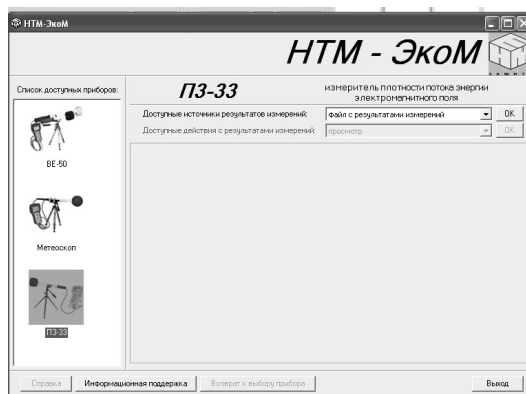 НТМ-ЭкоМ
НТМ - ЭкоМ
Список доступных приборов:
П3-33
измеритель плотности потока энергии
электромагнитного поля
Доступные источники результатов измерений:
файл с результатами измерений
OK
Доступные действия с результатами измерений:
просмотр
OK
ВЕ-50
Метеоскоп
П3-33
Справка
Информационная поддержка
Возврат к выбору прибора
Выход